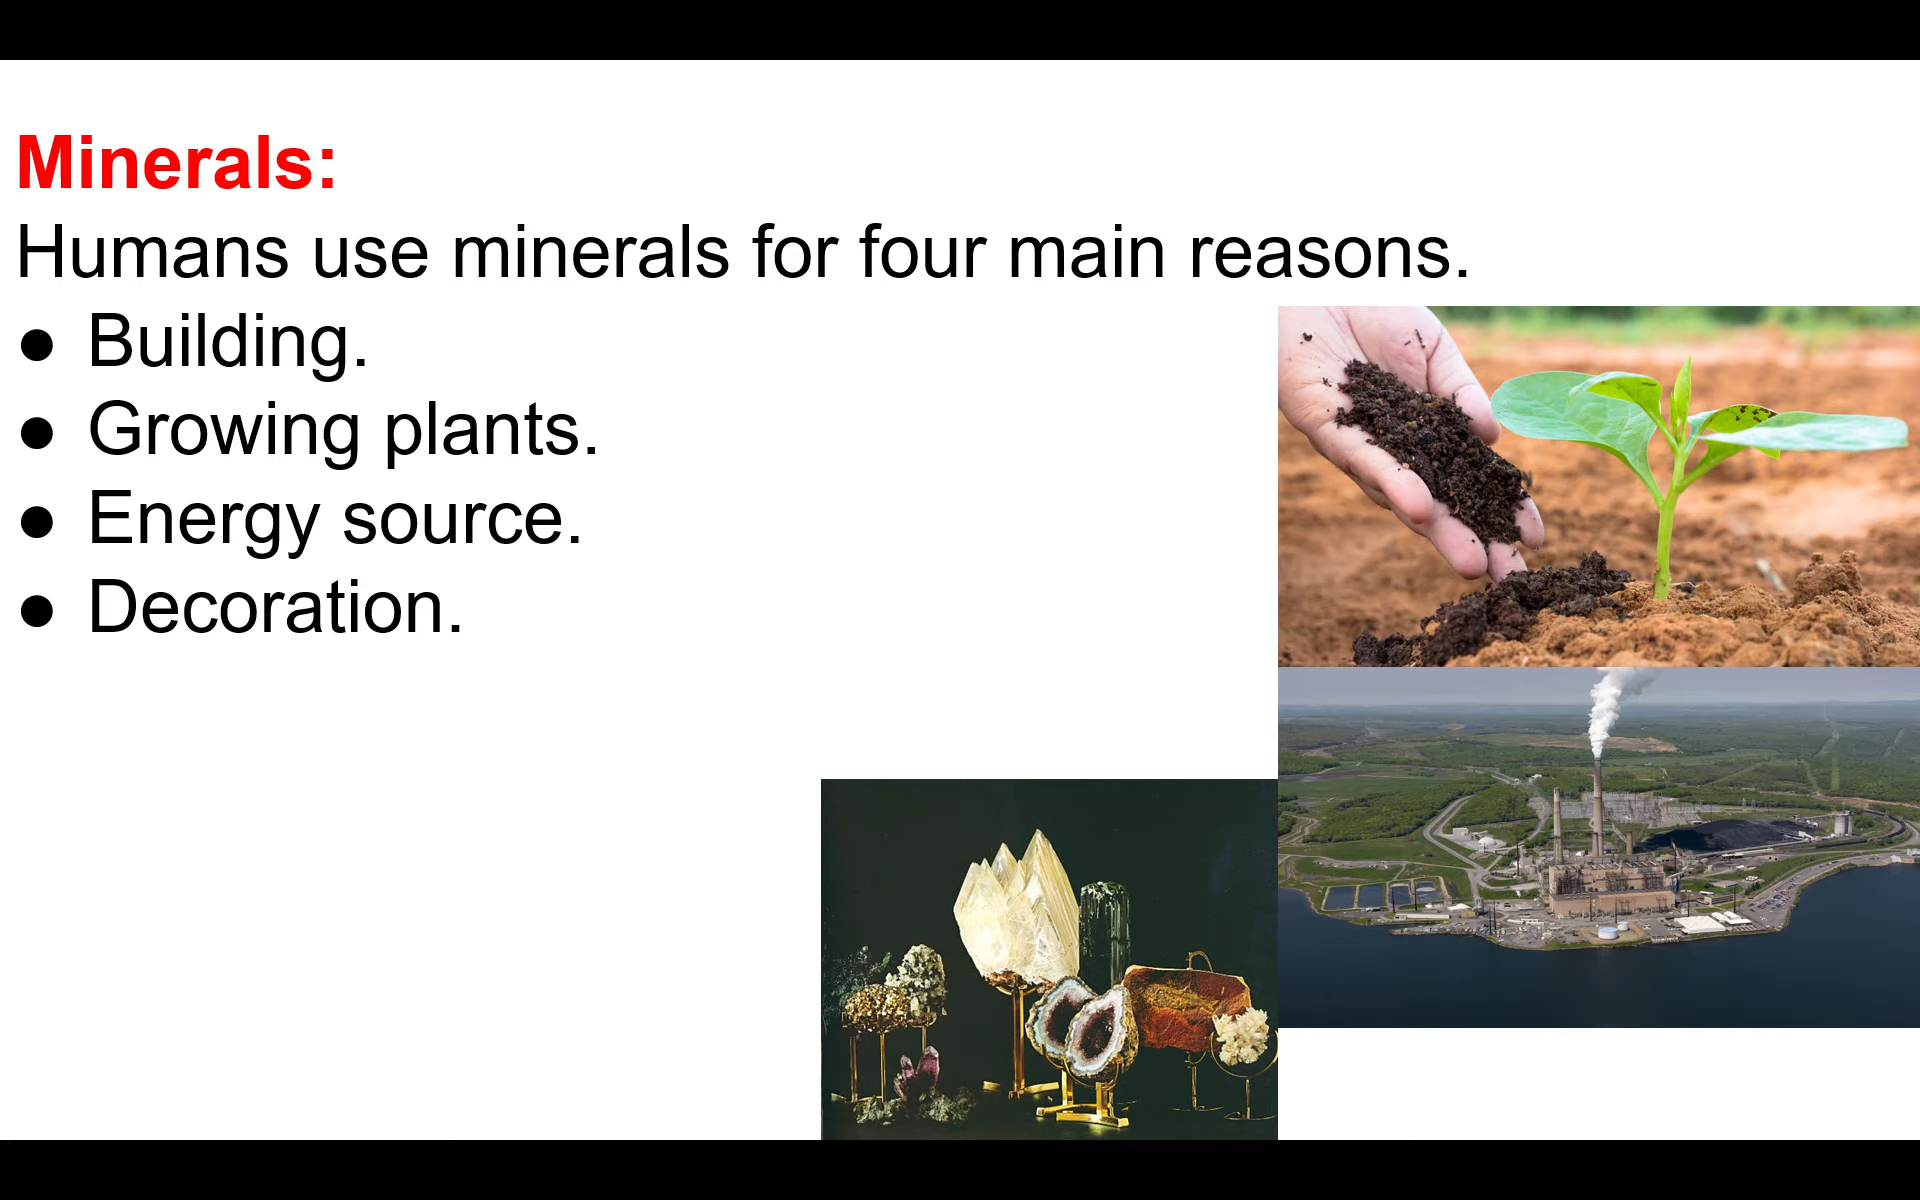 Minerals:
Humans use minerals for four main reasons.
● Building.
● Growing plants.
● Energy source.
● Decoration.